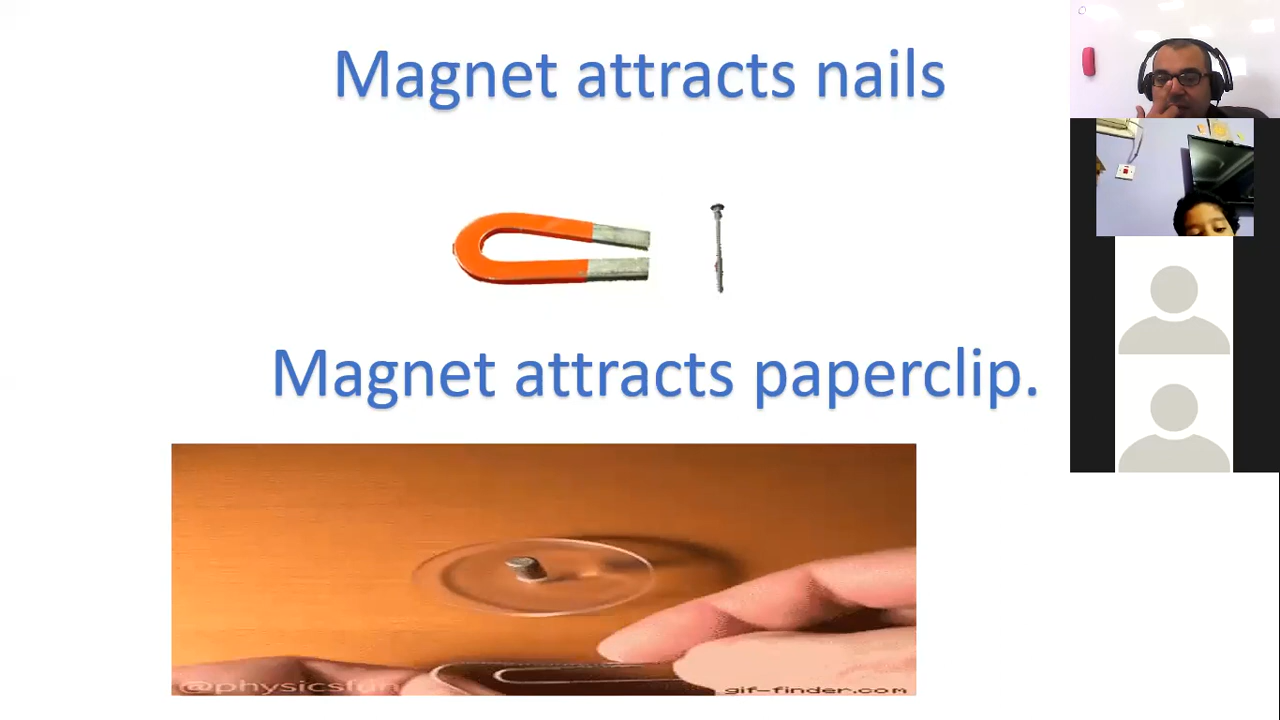 Magnet attracts nails
Magnet attracts paperclip.
@physicsfun
gif-finder.com